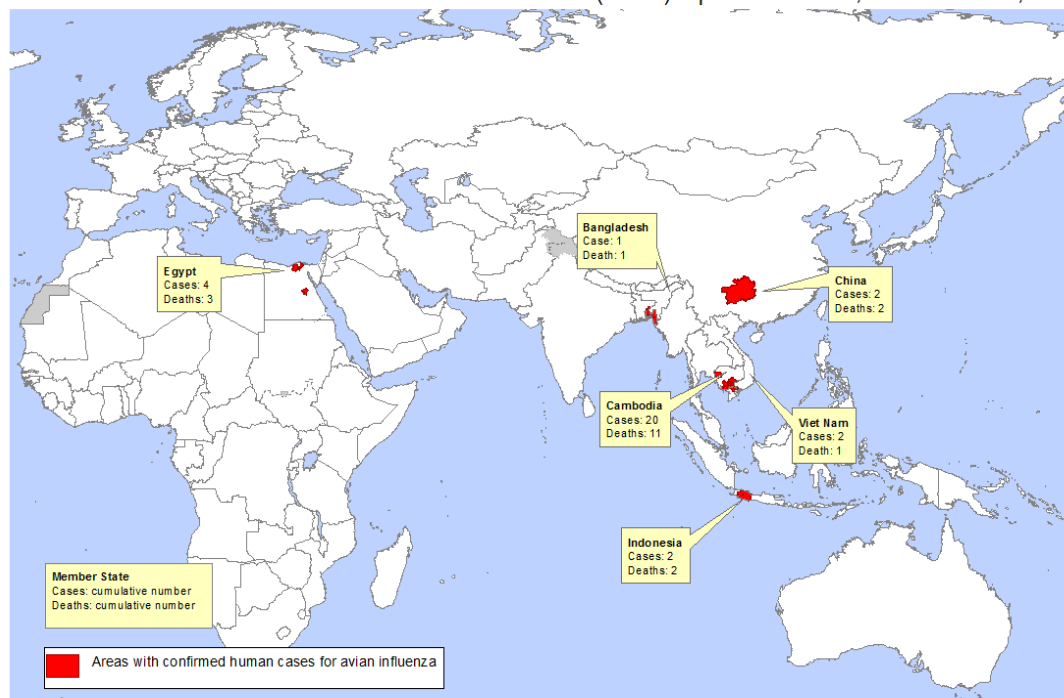 Bangladesh
Case: 1
Death: 1
Egypt
Cases: 4
Deaths: 3
China
Cases: 2
Deaths: 2
Cambodia
Cases: 20
Deaths: 11
Viet Nam
Cases: 2
Death: 1
Indonesia
Cases: 2
Deaths: 2
Member State
Cases: cumulative number
Deaths: cumulative number
Areas with confirmed human cases for avian influenza